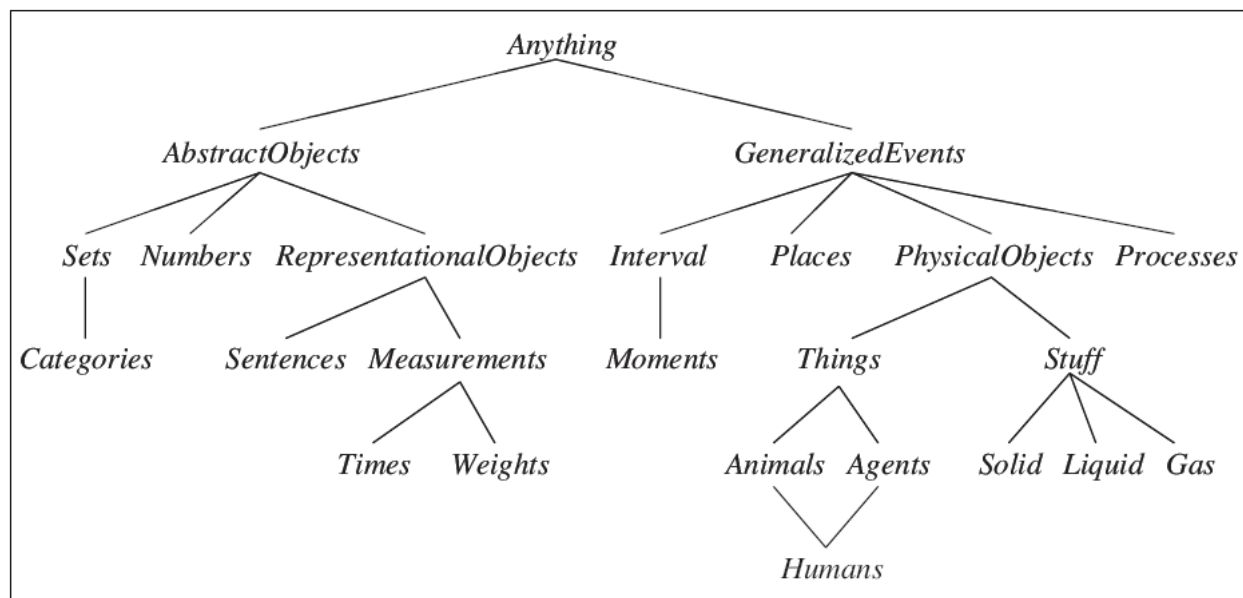 Anything
AbstractObjects GeneralizedEvents
Sets Numbers RepresentationalObjects Interval Places PhysicalObjects Processes
Categories Sentences Measurements Moments Things Stuff
Times Weights Animals Agents Solid Liquid Gas
Humans